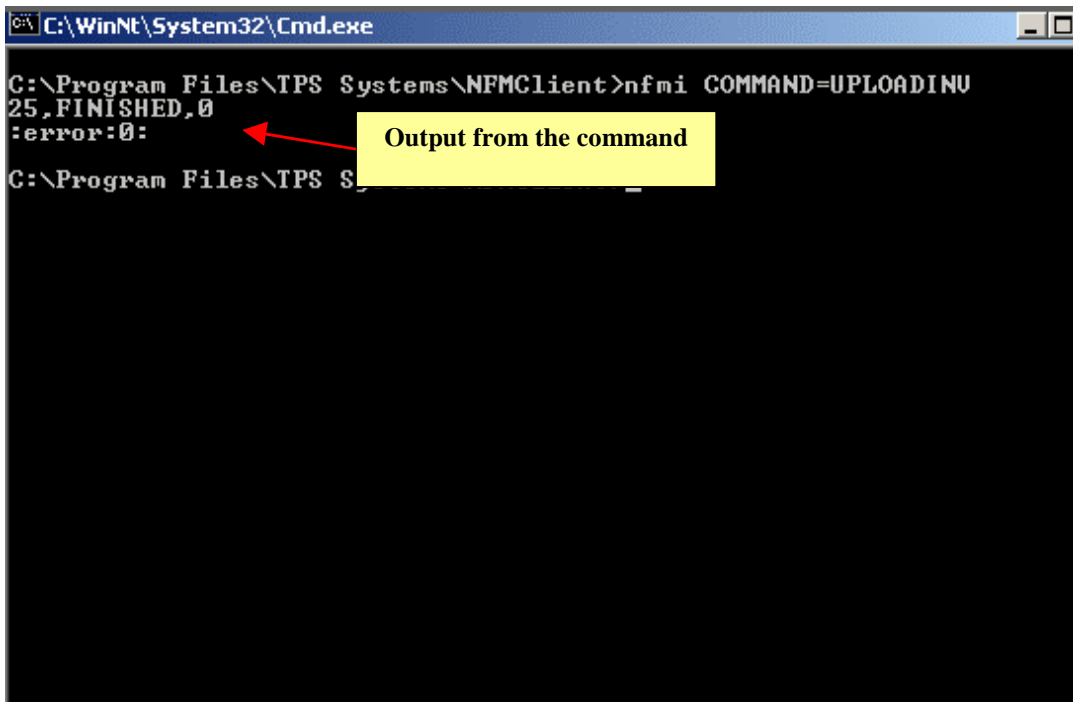 C:\WinNt\System32\Cmd.exe
C:\Program Files\TPS Systems\NFMClient>nfmi COMMAND=UPLOADINV
25,FINISHED,0
:error:0:
Output from the command
C:\Program Files\TPS